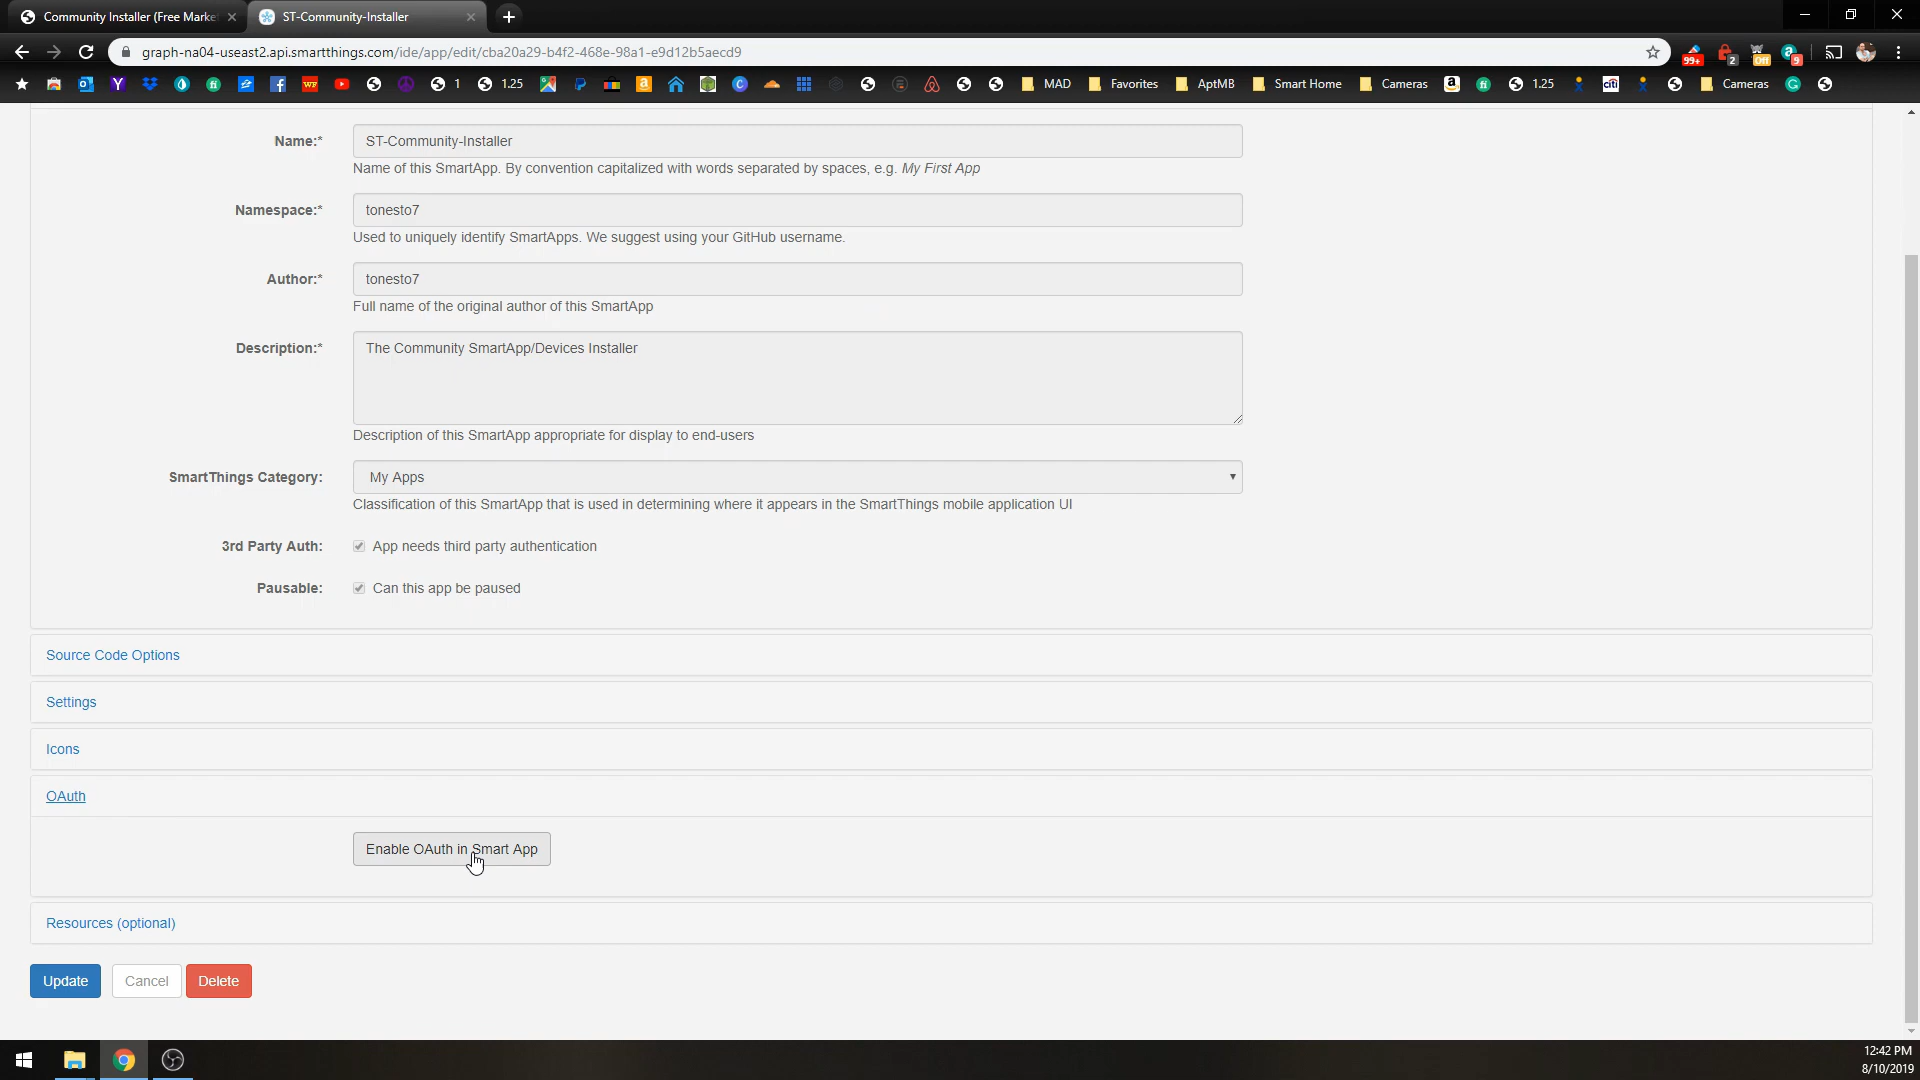 Community Installer (Free Marke
ST-Community-Installer
graph-na04-useast2.api.smartthings.com/ide/app/edit/cba20a29-b4f2-468e-98a1-e9d12b5aecd9
99+
2
Off
9
1
1.25
MAD
Favorites
AptMB
Smart Home
Cameras
1.25
citi
Cameras
Name:*
ST-Community-Installer
Name of this SmartApp. By convention capitalized with words separated by spaces, e.g. My First App
Namespace:*
tonesto7
Used to uniquely identify SmartApps. We suggest using your GitHub username.
Author:*
tonesto7
Full name of the original author of this SmartApp
Description:*
The Community SmartApp/Devices Installer
Description of this SmartApp appropriate for display to end-users
SmartThings Category:
My Apps
Classification of this SmartApp that is used in determining where it appears in the SmartThings mobile application UI
3rd Party Auth:
App needs third party authentication
Pausable:
Can this app be paused
Source Code Options
Settings
Icons
OAuth
Enable OAuth in Smart App
Resources (optional)
Update
Cancel
Delete
12:42 PM
8/10/2019